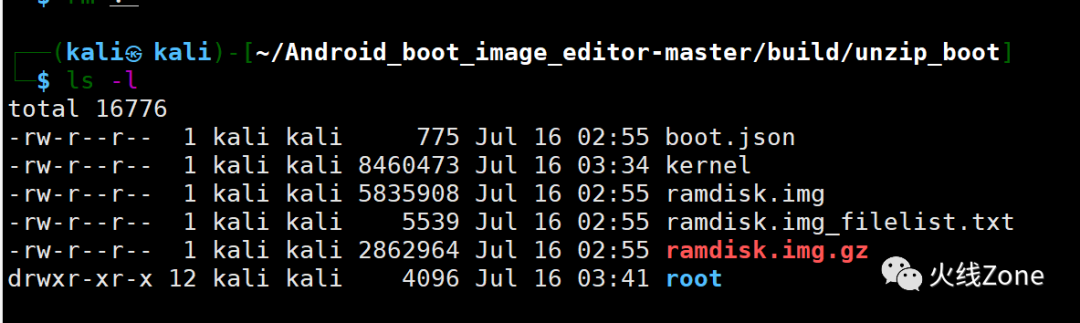 ┌──(kali㉿kali)-[~/Android_boot_image_editor-master/build/unzip_boot]
└─$ ls -l
total 16776
-rw-r--r-- 1 kali kali 775 Jul 16 02:55 boot.json
-rw-r--r-- 1 kali kali 8460473 Jul 16 03:34 kernel
-rw-r--r-- 1 kali kali 5835908 Jul 16 02:55 ramdisk.img
-rw-r--r-- 1 kali kali 5539 Jul 16 02:55 ramdisk.img_filelist.txt
-rw-r--r-- 1 kali kali 2862964 Jul 16 02:55 ramdisk.img.gz
drwxr-xr-x 12 kali kali 4096 Jul 16 03:41 root
火线Zone